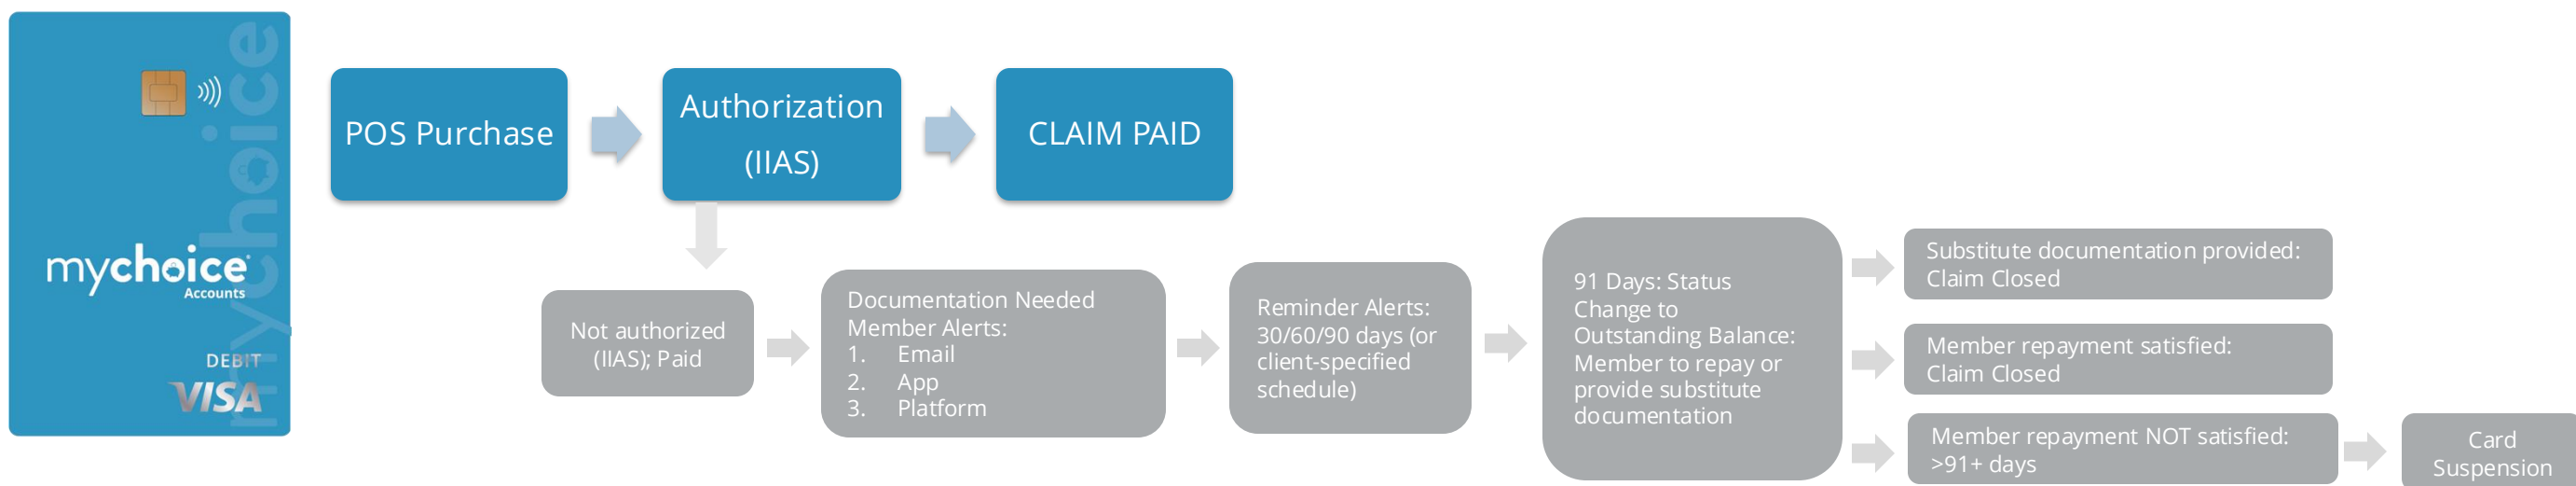 mychoice
mychoice
Accounts
DEBIT
VISA
POS Purchase
Authorization
(IIAS)
CLAIM PAID
Not authorized
(IIAS); Paid
Documentation Needed
Member Alerts:
1. Email
2. App
3. Platform
Reminder Alerts:
30/60/90 days (or
client-specified
schedule)
91 Days: Status
Change to
Outstanding Balance:
Member to repay or
provide substitute
documentation
Substitute documentation provided:
Claim Closed
Member repayment satisfied:
Claim Closed
Member repayment NOT satisfied:
>91+ days
Card
Suspension